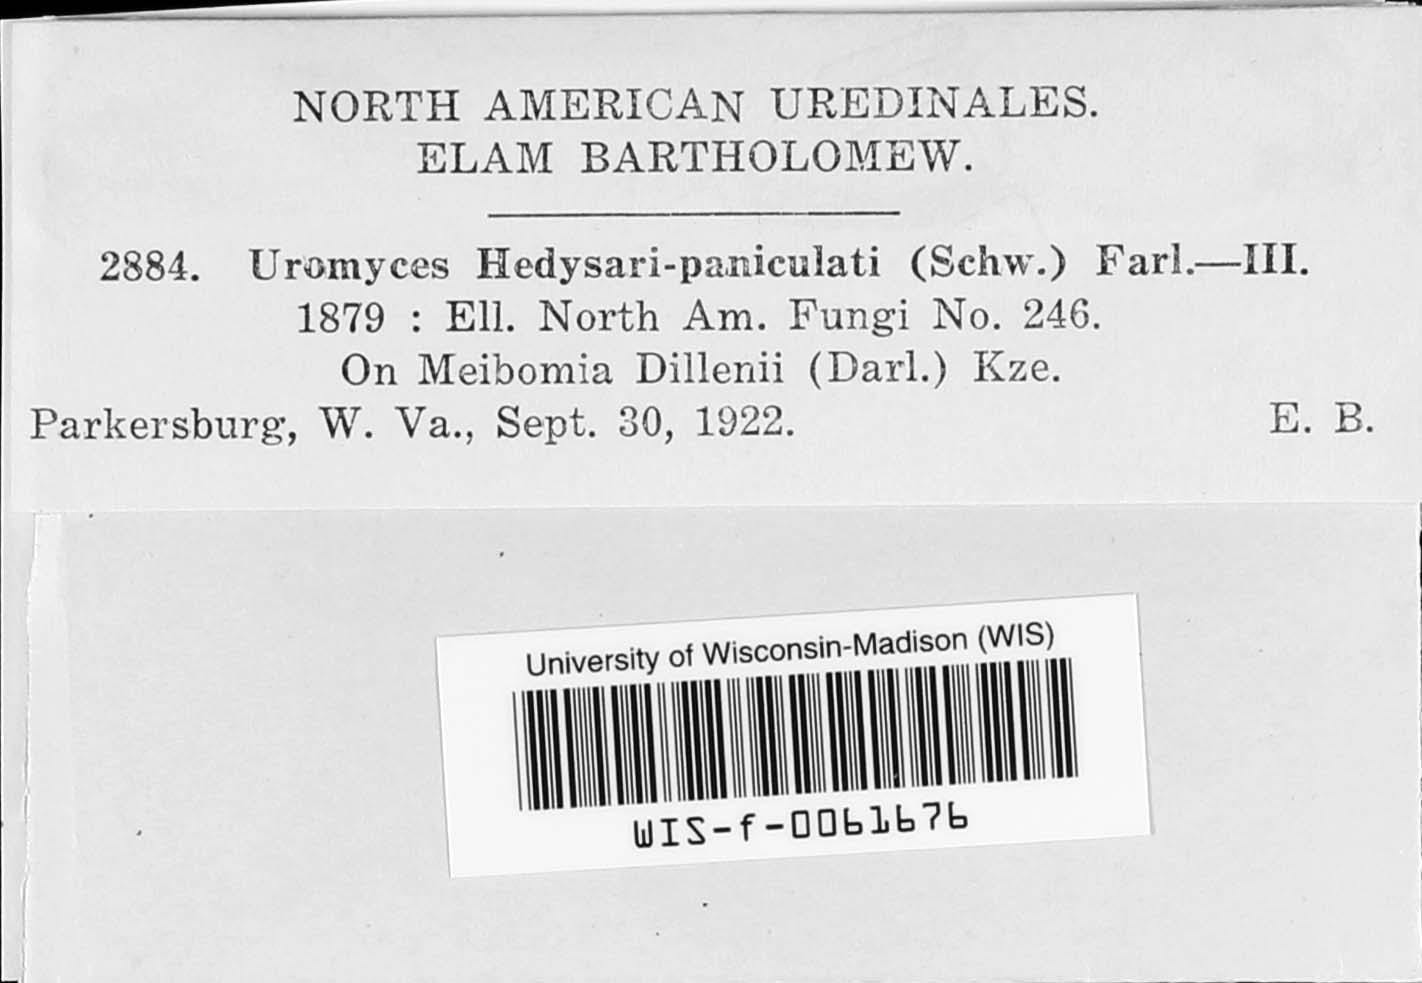 NORTH AMERICAN UREDINALES.
ELAM BARTHOLOMEW.
2884. Uromyces Hedysari-paniculati (Schw.) Farl.—III.
1879 : Ell. North Am. Fungi No. 246.
On Meibomia Dillenii (Darl.) Kze.
Parkersburg, W. Va., Sept. 30, 1922. E. B.
University of Wisconsin-Madison (WIS)
WIS-f-0061676